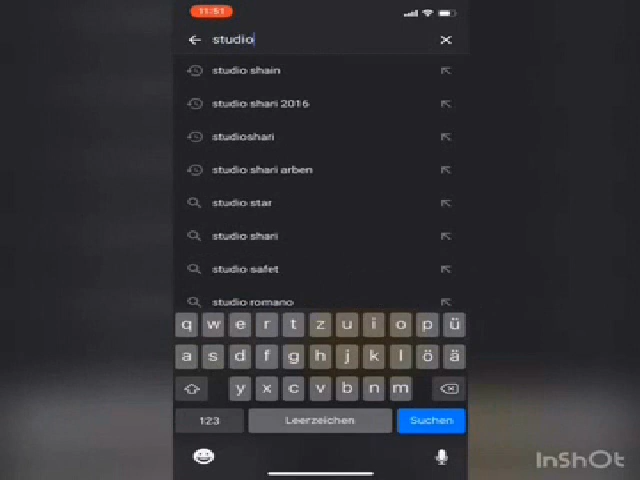 11:51
studio
studio shain
studio shari 2016
studioshari
studio shari arben
studio star
studio shari
studio safet
studio romano
q w e r t z u i o p ü
a s d f g h j k l ö ä
y x c v b n m
123 Leerzeichen Suchen
InShOt